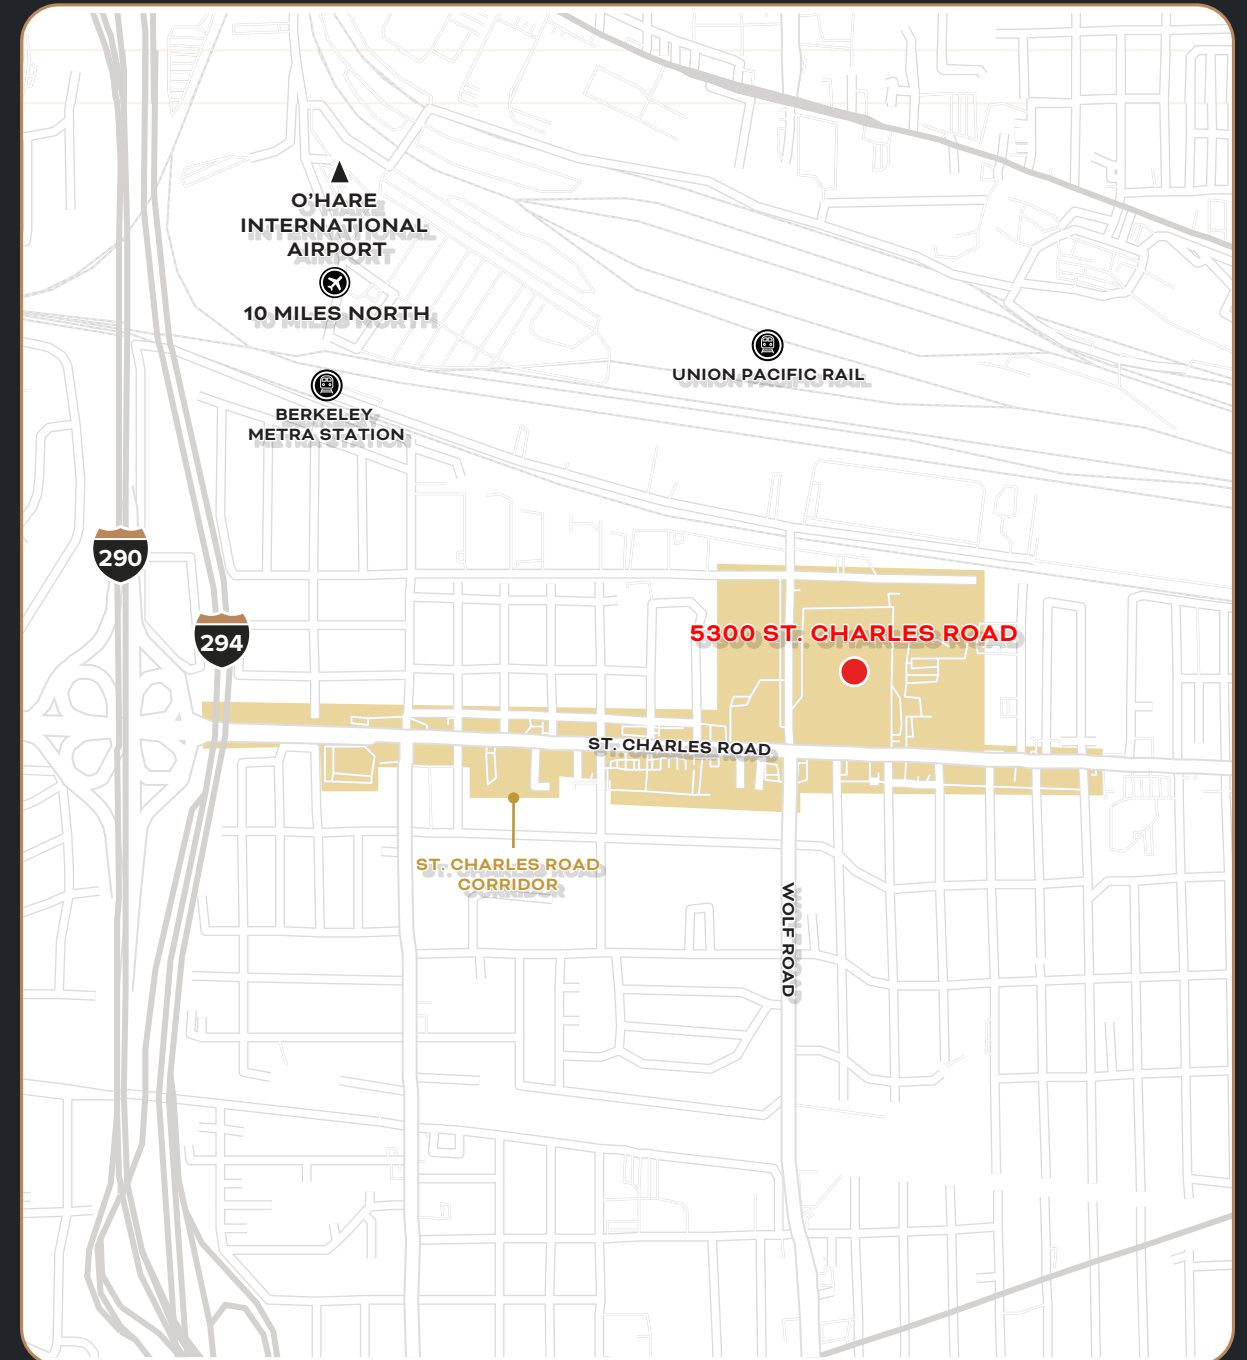 O'HARE
INTERNATIONAL
AIRPORT
10 MILES NORTH
UNION PACIFIC RAIL
BERKELEY
METRA STATION
290
294
5300 ST. CHARLES ROAD
ST. CHARLES ROAD
ST. CHARLES ROAD
CORRIDOR
WOLF ROAD